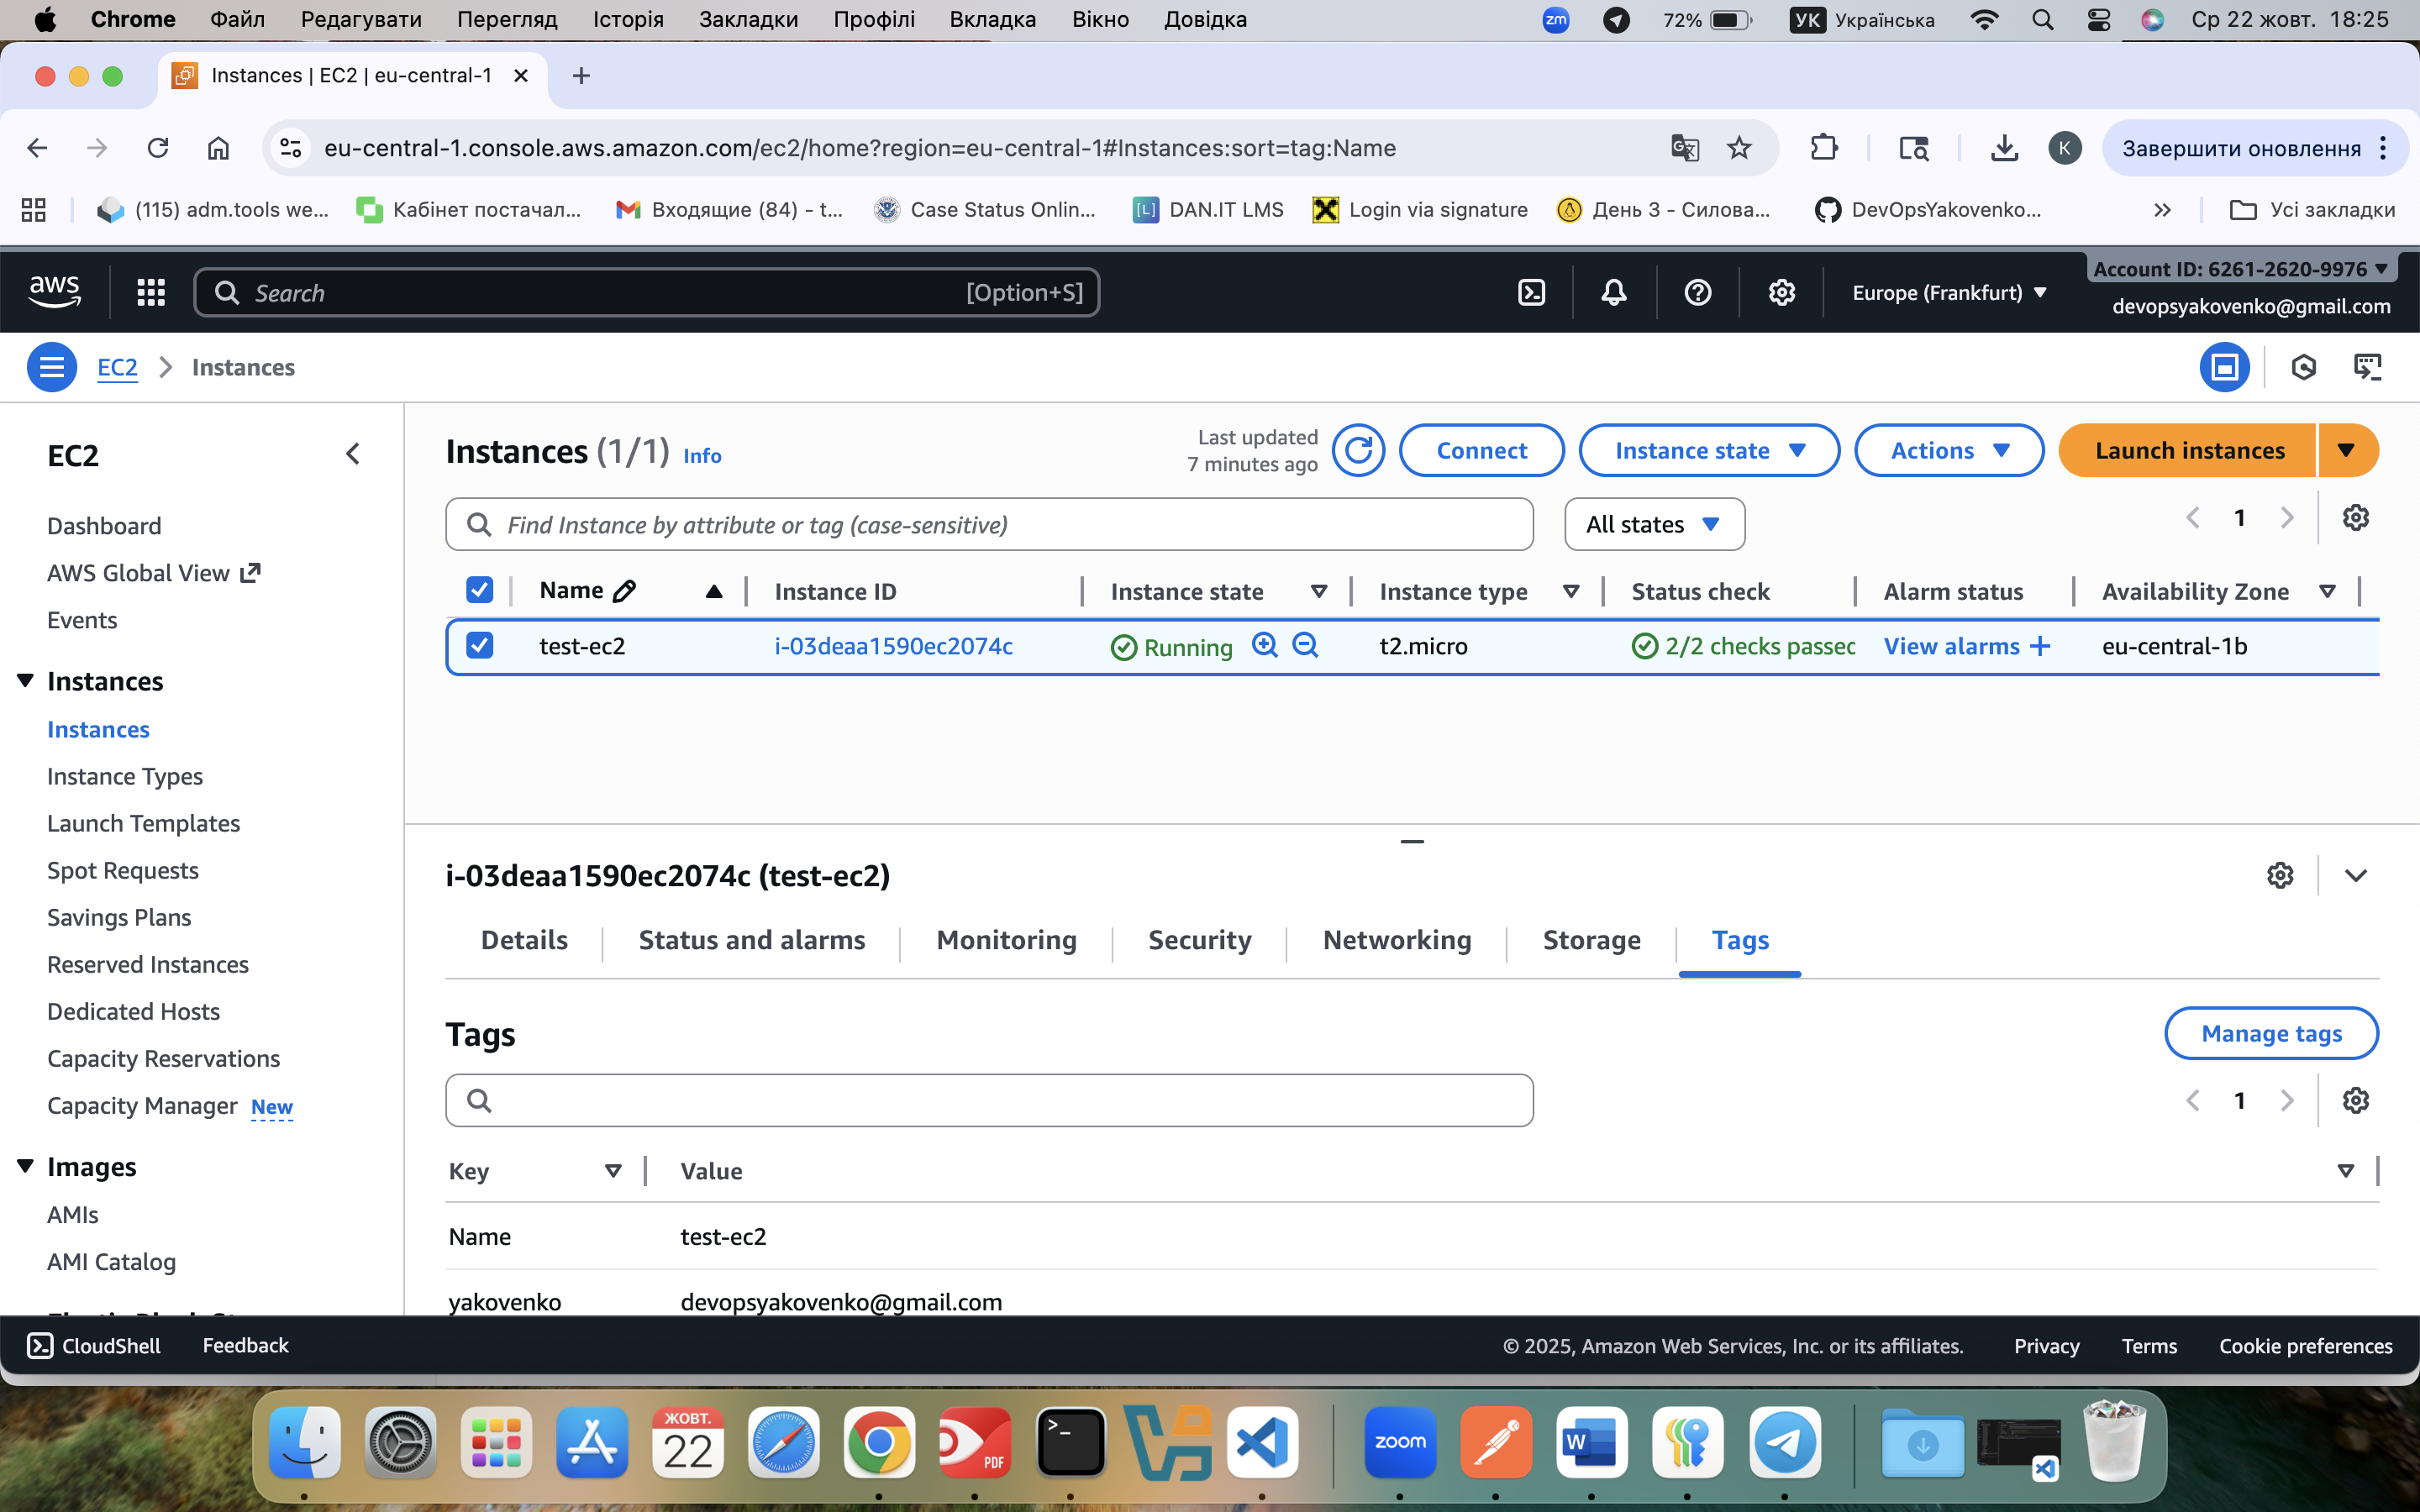 Chrome Файл Редагувати Перегляд Історія Закладки Профілі Вкладка Вікно Довідка zm 72% УК Українська Ср 22 жовт. 18:25
Instances | EC2 | eu-central-1
eu-central-1.console.aws.amazon.com/ec2/home?region=eu-central-1#Instances:sort=tag:Name K Завершити оновлення
(115) adm.tools we... Кабінет постачал... Входящие (84) - t... Case Status Onlin... [L] DAN.IT LMS Login via signature День 3 - Силова... DevOpsYakovenko... Усі закладки
aws Search [Option+S] Europe (Frankfurt) Account ID: 6261-2620-9976
devopsyakovenko@gmail.com
EC2 Instances
EC2
Dashboard
AWS Global View
Events
Instances
Instances
Instance Types
Launch Templates
Spot Requests
Savings Plans
Reserved Instances
Dedicated Hosts
Capacity Reservations
Capacity Manager New
Images
AMIs
AMI Catalog
Instances (1/1) Info
Last updated
7 minutes ago
Connect Instance state Actions Launch instances
Find Instance by attribute or tag (case-sensitive) All states 1
Name Instance ID Instance state Instance type Status check Alarm status Availability Zone
test-ec2 i-03deaa1590ec2074c Running t2.micro 2/2 checks passec View alarms + eu-central-1b
i-03deaa1590ec2074c (test-ec2)
Details Status and alarms Monitoring Security Networking Storage Tags
Tags Manage tags
1
Key Value
Name test-ec2
yakovenko devopsyakovenko@gmail.com
CloudShell Feedback © 2025, Amazon Web Services, Inc. or its affiliates. Privacy Terms Cookie preferences
ЖОВТ.
22
PDF
zoom
W